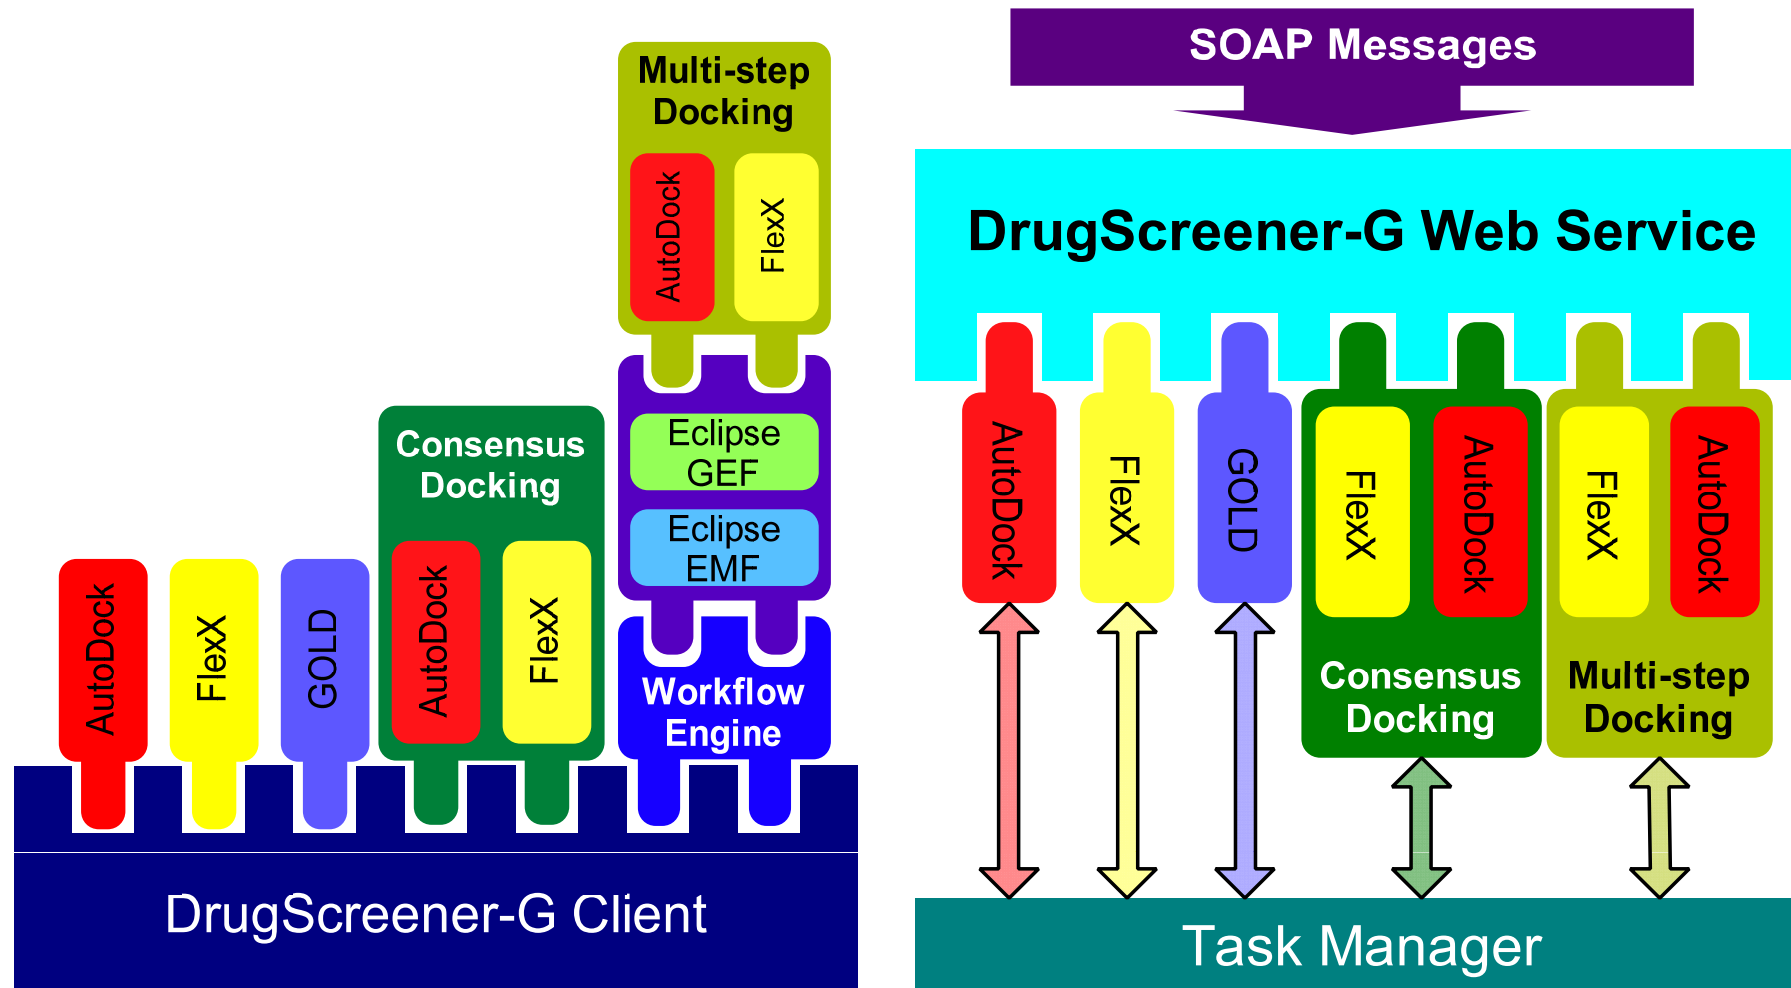 Multi-step
Docking
AutoDock
FlexX
Eclipse
GEF
Eclipse
EMF
Workflow
Engine
Consensus
Docking
AutoDock
FlexX
AutoDock
FlexX
GOLD
DrugScreener-G Client
SOAP Messages
DrugScreener-G Web Service
AutoDock
FlexX
GOLD
FlexX
AutoDock
Consensus
Docking
FlexX
AutoDock
Multi-step
Docking
Task Manager